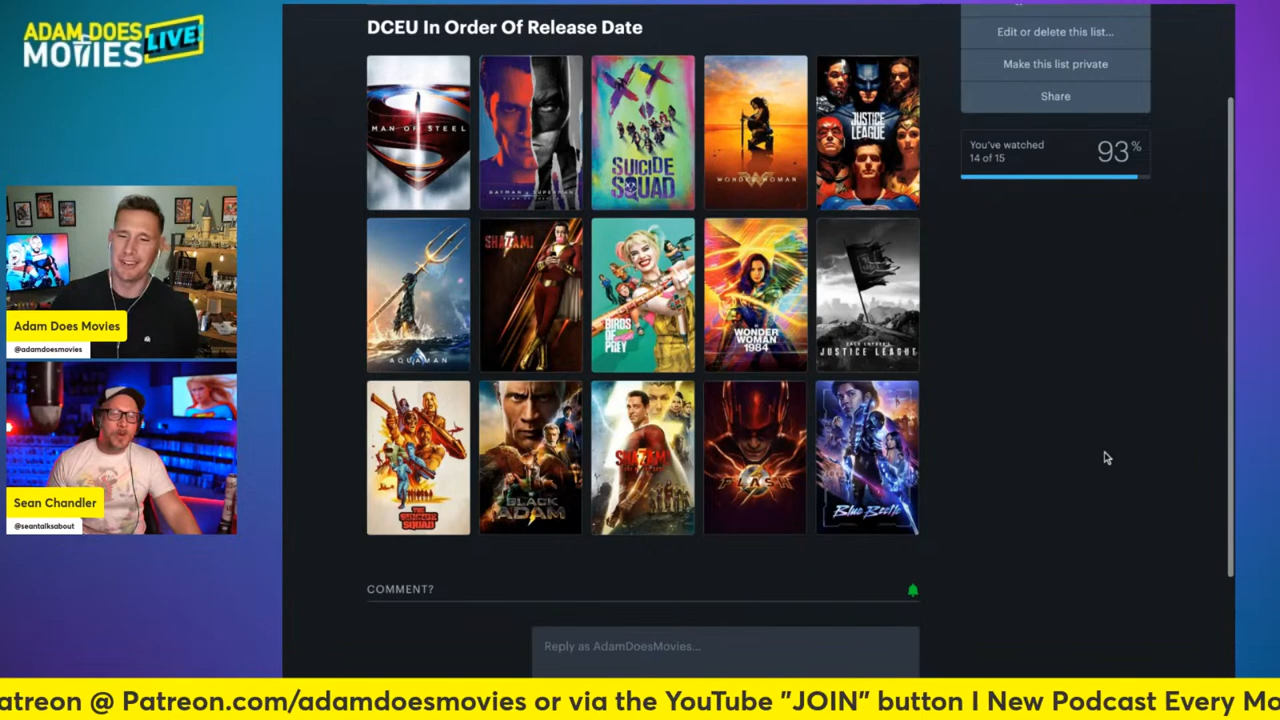 ADAM DOES
MOVIES LIVE!
DCEU In Order Of Release Date
Edit or delete this list...
Make this list private
Share
You've watched
14 of 15
93%
MAN OF STEEL
SUICIDE
SQUAD
WONDER WOMAN
JUSTICE
LEAGUE
AQUAMAN
SHAZAM!
BIRDS
OF
PREY
WONDER
WOMAN
1984
ZACK SNYDER'S
JUSTICE LEAGUE
THE
SUICIDE
SQUAD
BLACK
ADAM
SHAZAM!
FLASH
Blue Beetle
Adam Does Movies
@adamdoesmovies
Sean Chandler
@seantalksabout
COMMENT?
Reply as AdamDoesMovies...
atreon @ Patreon.com/adamdoesmovies or via the YouTube "JOIN" button I New Podcast Every Mo